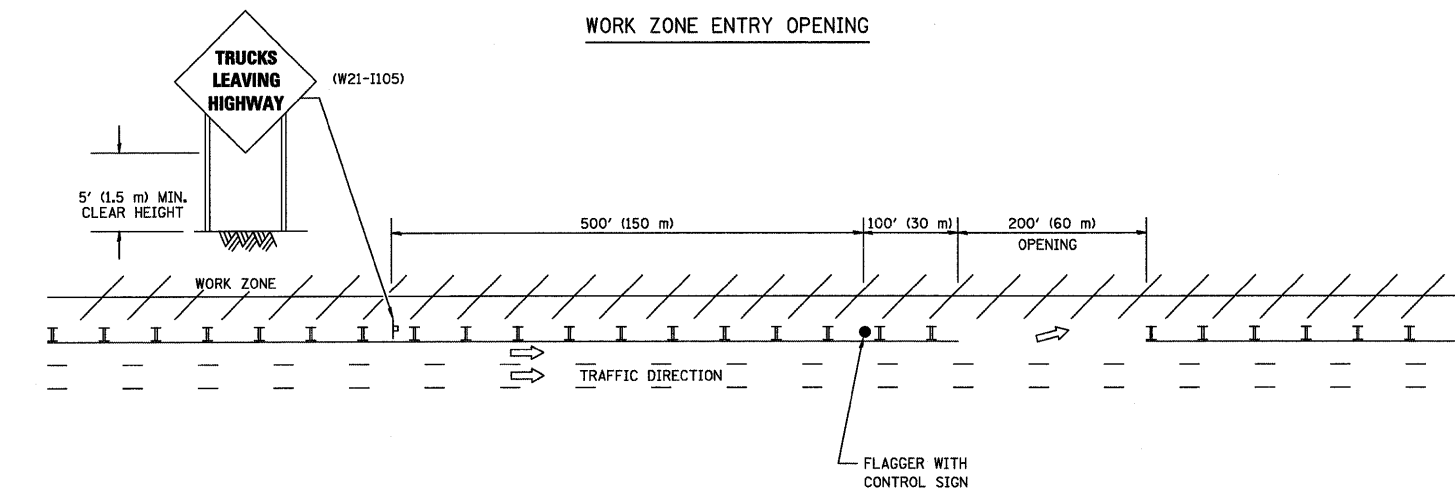 WORK ZONE ENTRY OPENING
TRUCKS
LEAVING
HIGHWAY
(W21-I105)
5' (1.5 m) MIN.
CLEAR HEIGHT
500' (150 m)
100' (30 m)
200' (60 m)
OPENING
WORK ZONE
TRAFFIC DIRECTION
FLAGGER WITH
CONTROL SIGN